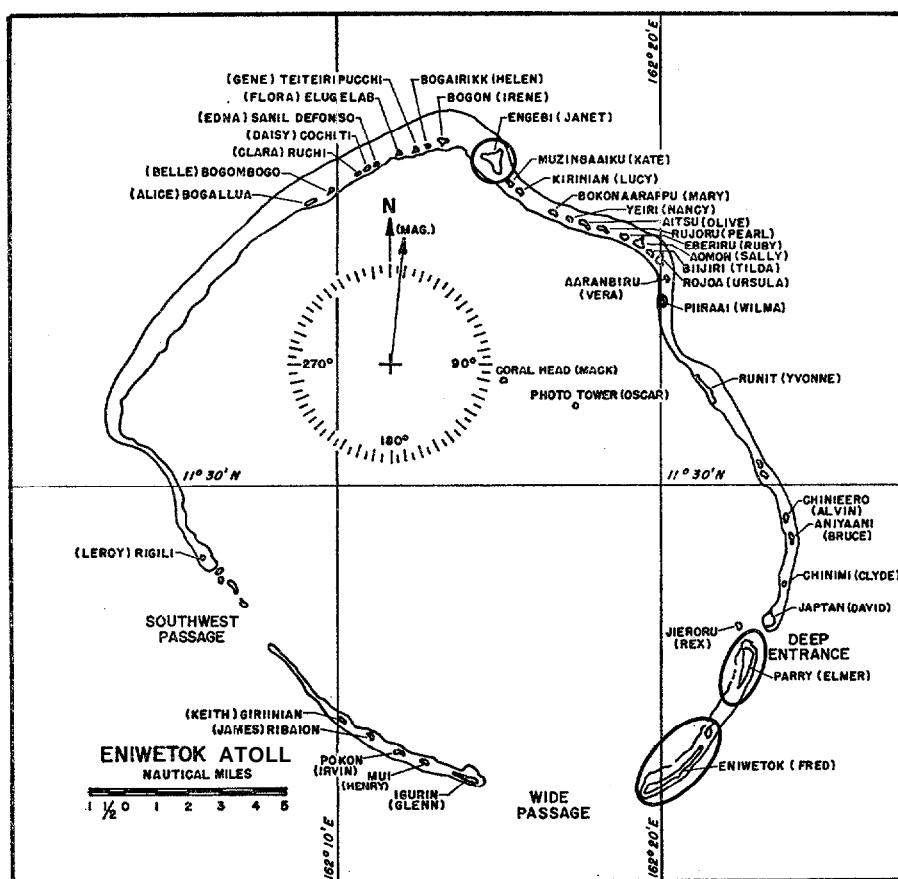 162° 20'E
(GENE) TEITEIRIPUCCHI
BOGAIRIKK (HELEN)
(FLORA) ELUGELAB
BOGON (IRENE)
(EDNA) SANIL DEFONSO
ENGEBI (JANET)
(DAISY) COCHITI
(CLARA) RUCHI
MUZINBAAIKU (KATE)
(BELLE) BOGOMBOGO
KIRINIAN (LUCY)
(ALICE) BOGALLUA
BOKONAARAPPU (MARY)
YEIRI (NANCY)
AITSU (OLIVE)
RUJORU (PEARL)
EBERIRU (RUBY)
AOMON (SALLY)
BIIJIRI (TILDA)
ROJOA (URSULA)
AARANBIRU
(VERA)
PIIRAAI (WILMA)
N
(MAG.)
270°
90°
180°
CORAL HEAD (MACK)
PHOTO TOWER (OSCAR)
RUNIT (YVONNE)
11° 30' N
11° 30' N
CHINIEERO
(ALVIN)
ANIYAANI
(BRUCE)
(LEROY) RIGILI
CHINIMI (CLYDE)
JAPTAN (DAVID)
SOUTHWEST
PASSAGE
JIERORU
(REX)
DEEP
ENTRANCE
PARRY (ELMER)
(KEITH) GIRIINIAN
(JAMES) RIBAION
POKON
(IRVIN)
MUI
(HENRY)
IGURIN
(GLENN)
ENIWETOK (FRED)
WIDE
PASSAGE
ENIWETOK ATOLL
NAUTICAL MILES
1 1/2 0 1 2 3 4 5
162° 10'E
162° 20'E